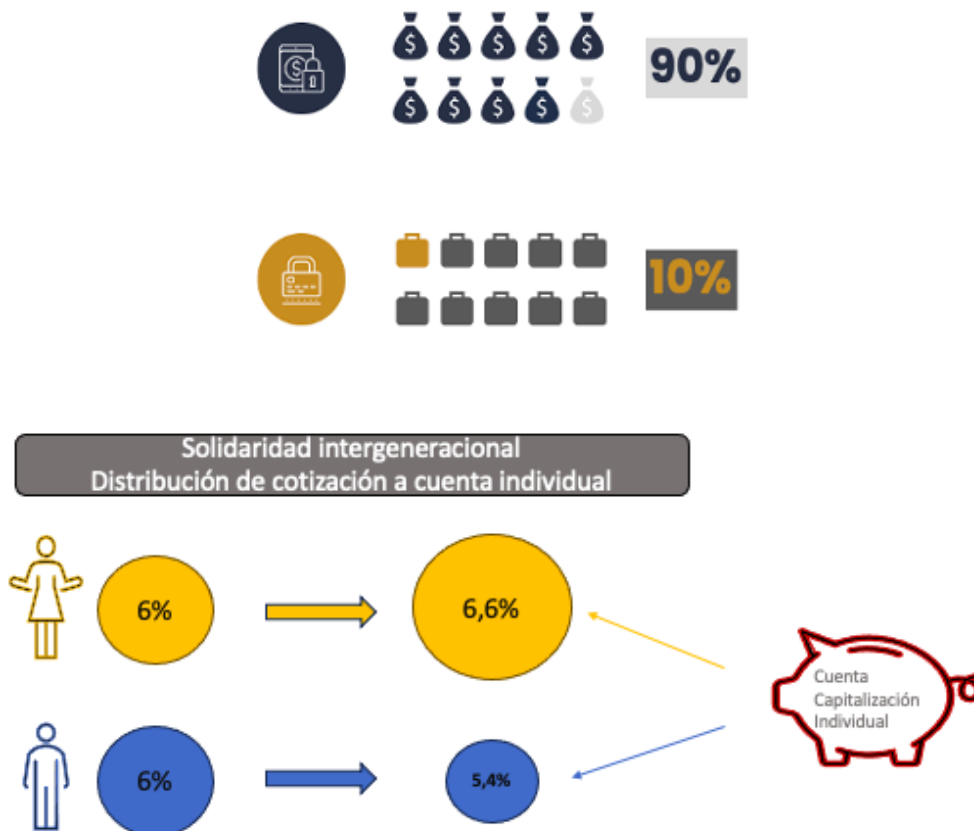 $ $ $ $ $
90%
$ $ $ $ $
10%
Solidaridad intergeneracional
Distribución de cotización a cuenta individual
6%
6,6%
Cuenta
Capitalización
Individual
6%
5,4%